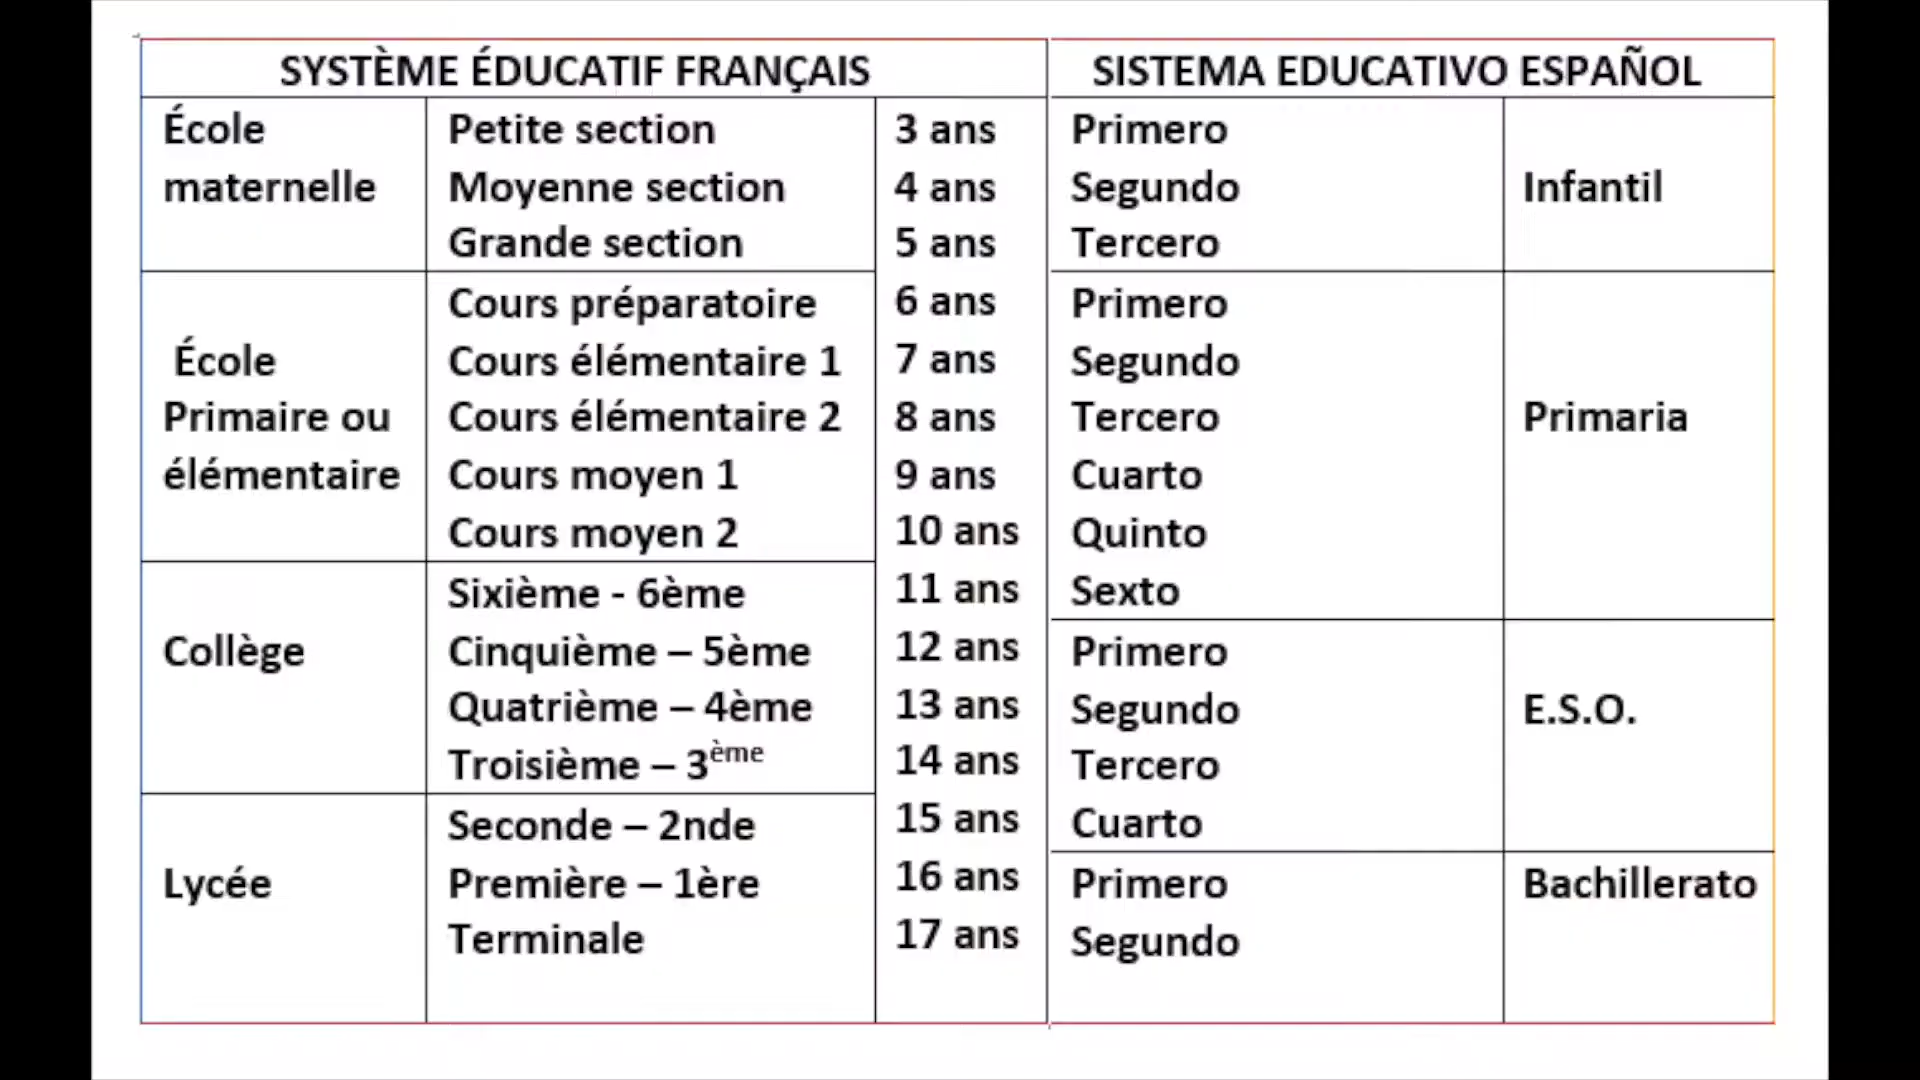 SYSTÈME ÉDUCATIF FRANÇAIS SISTEMA EDUCATIVO ESPAÑOL
École Petite section 3 ans Primero
maternelle Moyenne section 4 ans Segundo Infantil
Grande section 5 ans Tercero
Cours préparatoire 6 ans Primero
École Cours élémentaire 1 7 ans Segundo
Primaire ou Cours élémentaire 2 8 ans Tercero Primaria
élémentaire Cours moyen 1 9 ans Cuarto
Cours moyen 2 10 ans Quinto
Sixième - 6ème 11 ans Sexto
Collège Cinquième – 5ème 12 ans Primero
Quatrième – 4ème 13 ans Segundo E.S.O.
Troisième – 3ème 14 ans Tercero
Seconde – 2nde 15 ans Cuarto
Lycée Première – 1ère 16 ans Primero Bachillerato
Terminale 17 ans Segundo